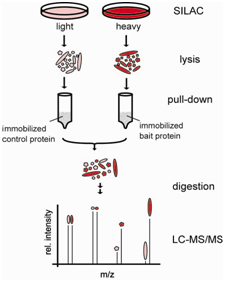 SILAC
light
heavy
lysis
pull-down
immobilized
control protein
immobilized
bait protein
digestion
rel. intensity
LC-MS/MS
m/z